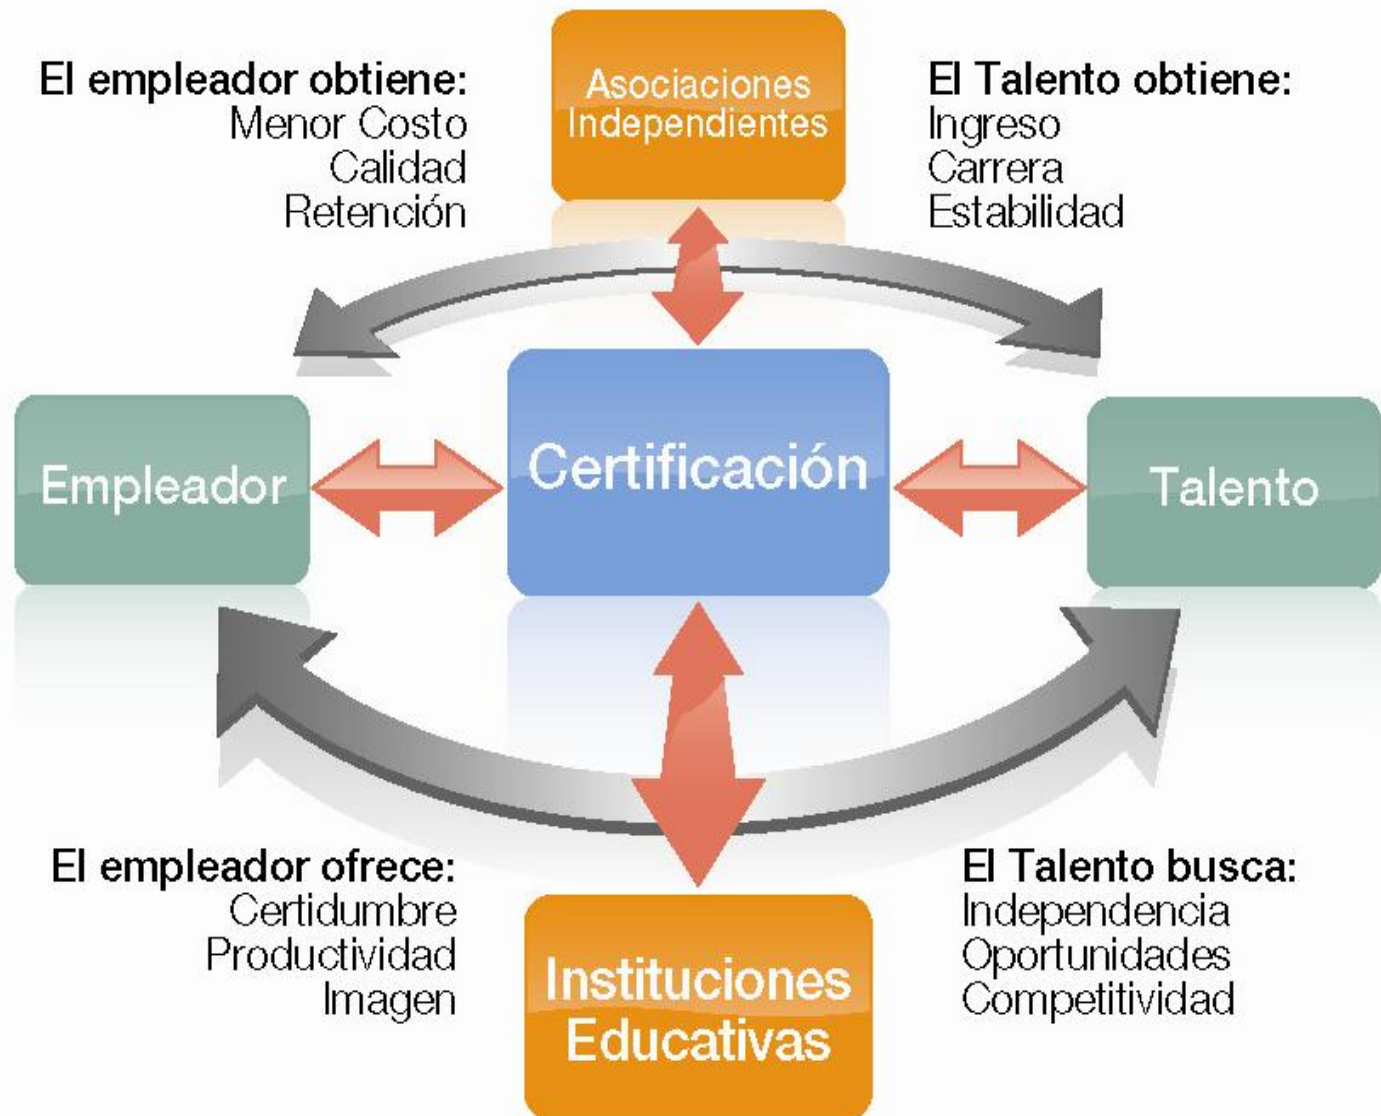 El empleador obtiene:
Menor Costo
Calidad
Retención
Asociaciones
Independientes
El Talento obtiene:
Ingreso
Carrera
Estabilidad
Empleador
Certificación
Talento
El empleador ofrece:
Certidumbre
Productividad
Imagen
Instituciones
Educativas
El Talento busca:
Independencia
Oportunidades
Competitividad